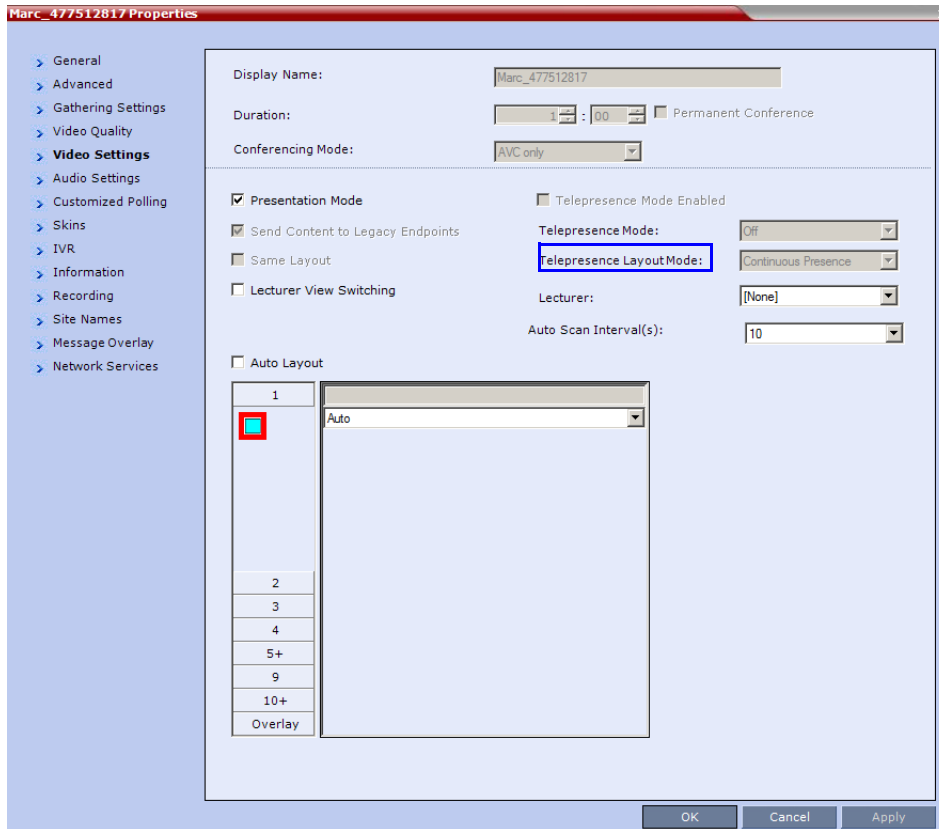 Marc_477512817 Properties
General
Advanced
Gathering Settings
Video Quality
Video Settings
Audio Settings
Customized Polling
Skins
IVR
Information
Recording
Site Names
Message Overlay
Network Services
Display Name: Marc_477512817
Duration: 1 : 00 Permanent Conference
Conferencing Mode: AVC only
Presentation Mode Telepresence Mode Enabled
Send Content to Legacy Endpoints Telepresence Mode: Off
Same Layout Telepresence Layout Mode: Continuous Presence
Lecturer View Switching Lecturer: [None]
Auto Scan Interval(s): 10
Auto Layout
1
Auto
2
3
4
5+
9
10+
Overlay
OK Cancel Apply